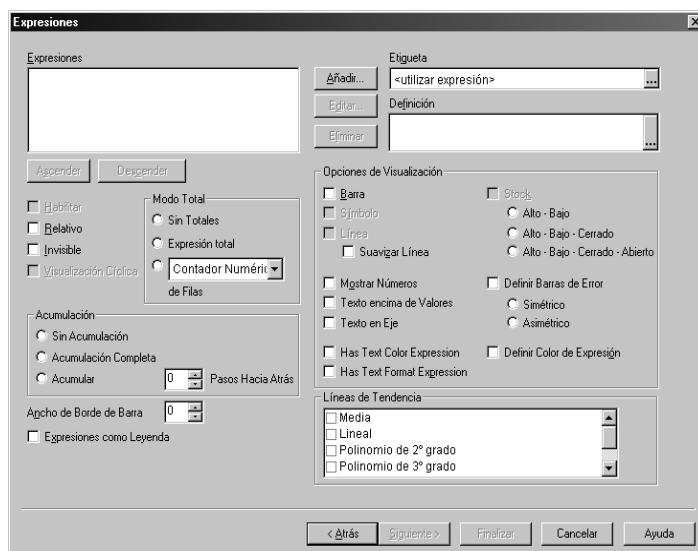 Expresiones
Expresiones
Añadir...
Editar...
Eliminar
Etiqueta
<utilizar expresión>
...
Definición
...
Ascender
Descender
Habilitar
Relativo
Invisible
Visualización Cíclica
Modo Total
Sin Totales
Expresión total
Contador Numéric
de Filas
Acumulación
Sin Acumulación
Acumulación Completa
Acumular 0 Pasos Hacia Atrás
Ancho de Borde de Barra 0
Expresiones como Leyenda
Opciones de Visualización
Barra
Símbolo
Línea
Suavizar Línea
Mostrar Números
Texto encima de Valores
Texto en Eje
Has Text Color Expression
Has Text Format Expression
Stock
Alto - Bajo
Alto - Bajo - Cerrado
Alto - Bajo - Cerrado - Abierto
Definir Barras de Error
Simétrico
Asimétrico
Definir Color de Expresión
Líneas de Tendencia
Media
Lineal
Polinomio de 2º grado
Polinomio de 3º grado
< Atrás
Siguiente >
Finalizar
Cancelar
Ayuda